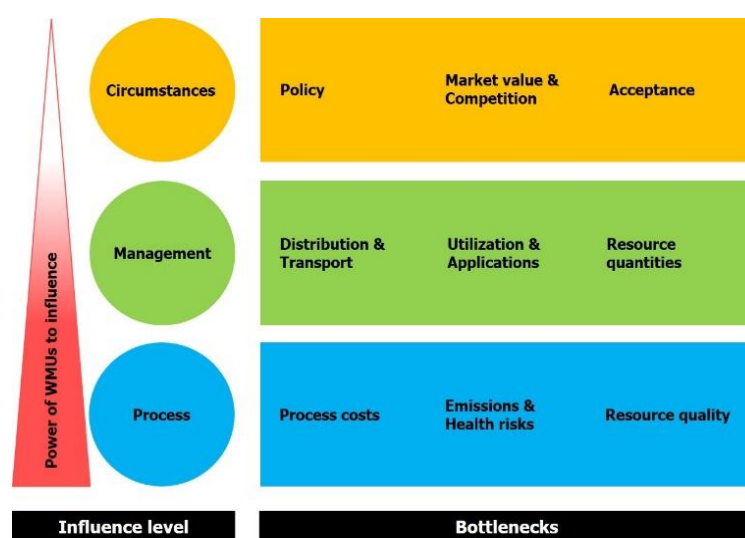 Power of WMUs to influence
Circumstances
Policy
Market value &
Competition
Acceptance
Management
Distribution &
Transport
Utilization &
Applications
Resource
quantities
Process
Process costs
Emissions &
Health risks
Resource quality
Influence level
Bottlenecks